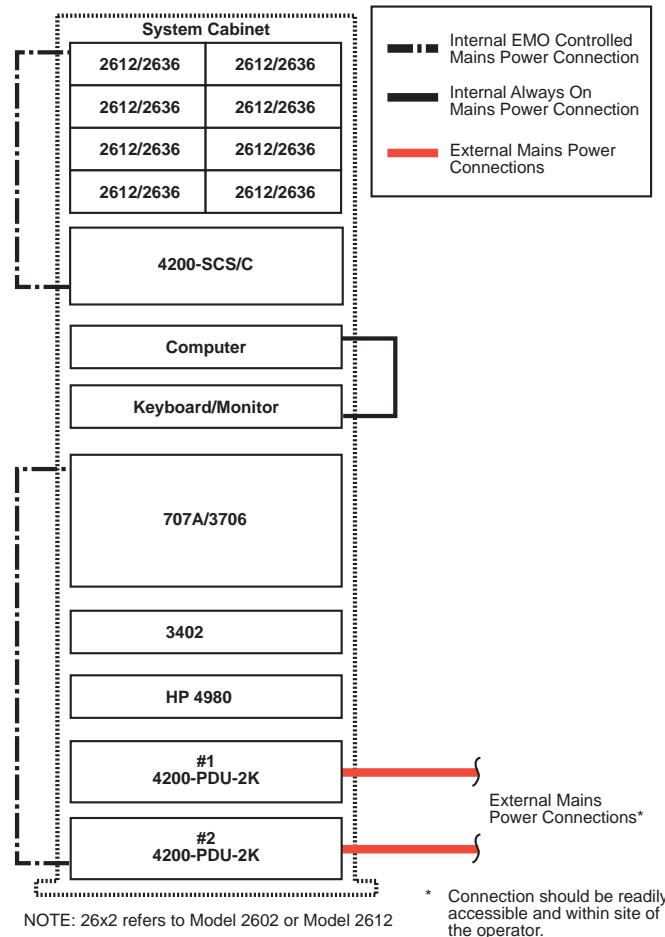 System Cabinet
2612/2636 2612/2636
2612/2636 2612/2636
2612/2636 2612/2636
2612/2636 2612/2636
4200-SCS/C
Computer
Keyboard/Monitor
707A/3706
3402
HP 4980
#1
4200-PDU-2K
#2
4200-PDU-2K
Internal EMO Controlled
Mains Power Connection
Internal Always On
Mains Power Connection
External Mains Power
Connections
External Mains
Power Connections*
NOTE: 26x2 refers to Model 2602 or Model 2612
* Connection should be readily
accessible and within site of
the operator.